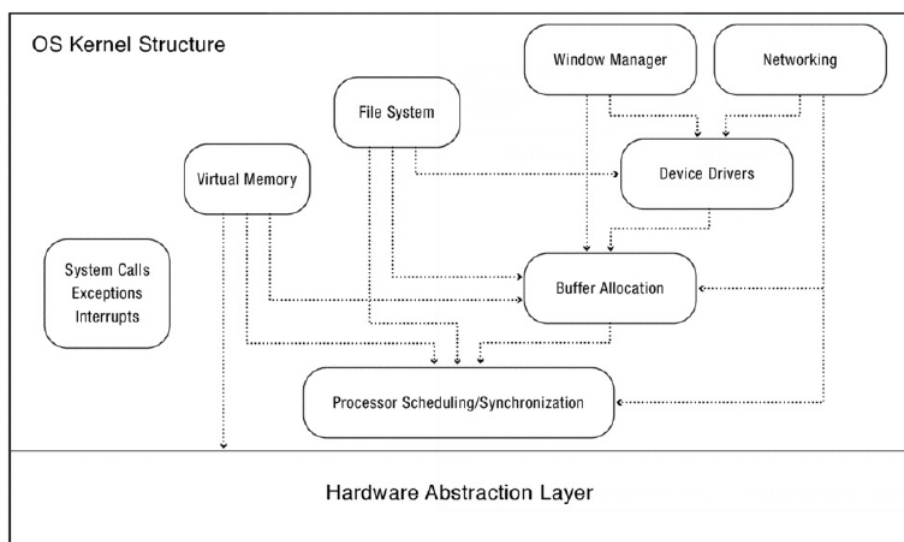 OS Kernel Structure
Window Manager
Networking
File System
Device Drivers
Virtual Memory
System Calls
Exceptions
Interrupts
Buffer Allocation
Processor Scheduling/Synchronization
Hardware Abstraction Layer